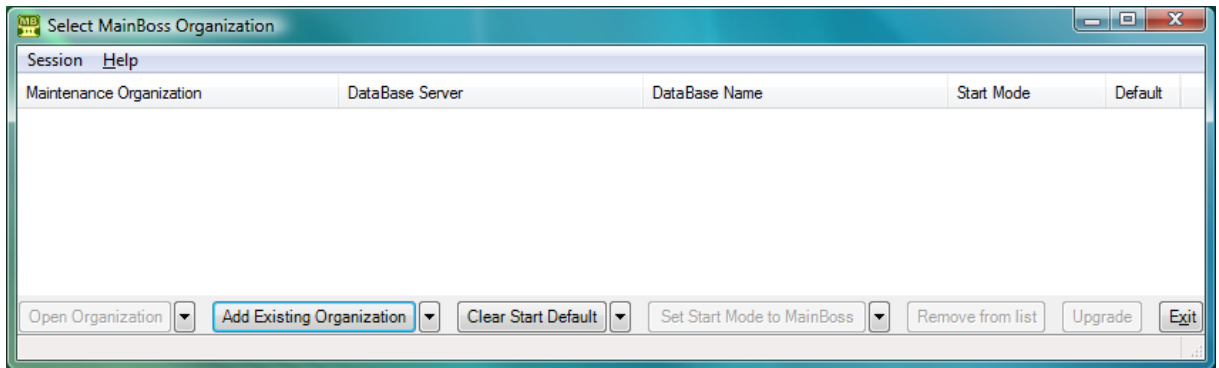 Select MainBoss Organization
Session Help
Maintenance Organization DataBase Server DataBase Name Start Mode Default
Open Organization Add Existing Organization Clear Start Default Set Start Mode to MainBoss Remove from list Upgrade Exit